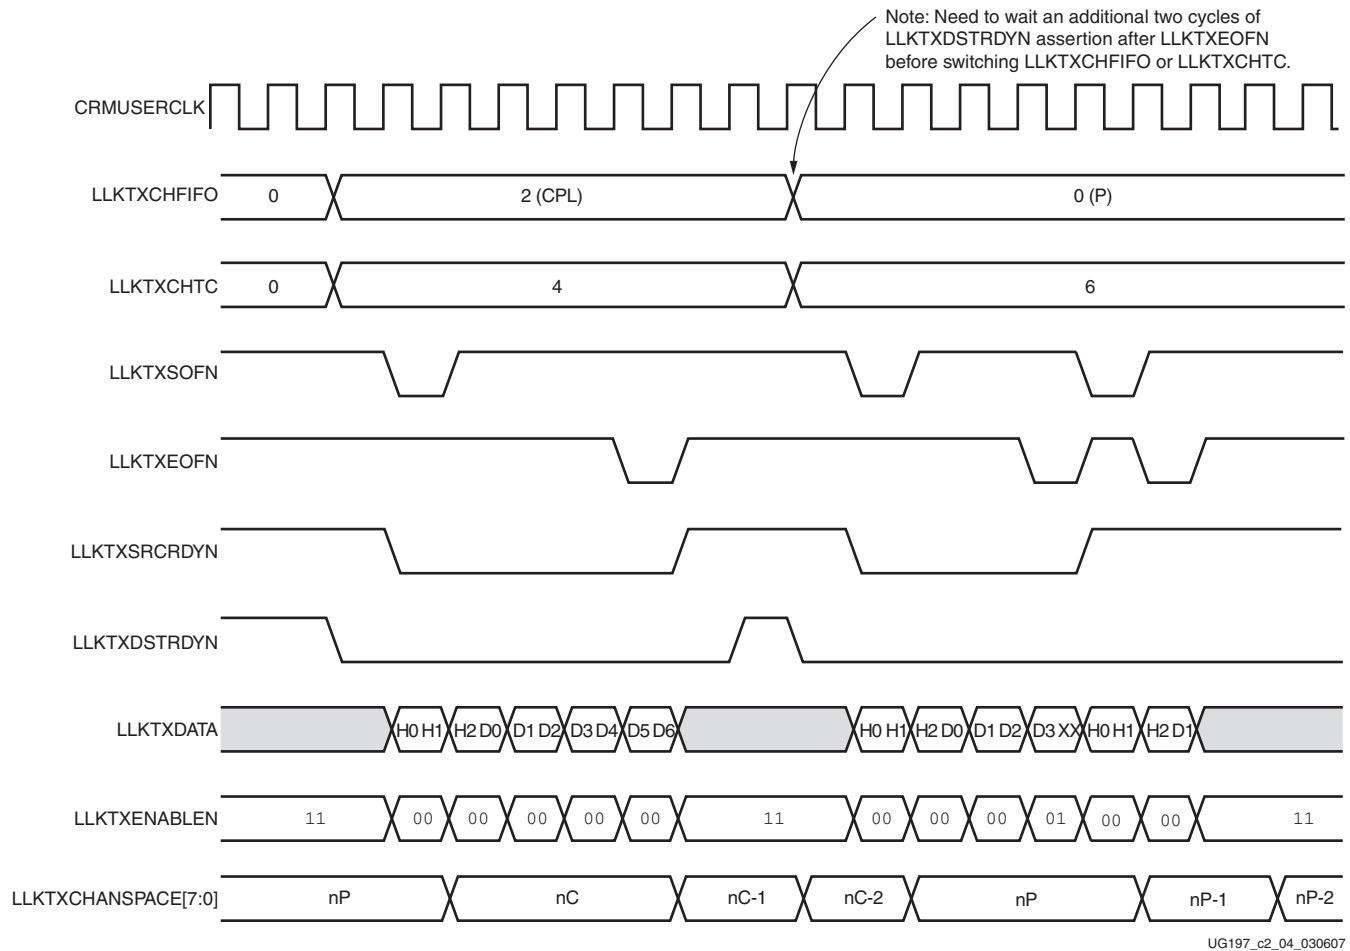 Note: Need to wait an additional two cycles of
LLKTXDSTRDYN assertion after LLKTXEOFN
before switching LLKTXCHFIFO or LLKTXCHTC.
CRMUSERCLK
LLKTXCHFIFO 0 2 (CPL) 0 (P)
LLKTXCHTC 0 4 6
LLKTXSOFN
LLKTXEOFN
LLKTXSRCRDYN
LLKTXDSTRDYN
LLKTXDATA H0 H1 H2 D0 D1 D2 D3 D4 D5 D6 H0 H1 H2 D0 D1 D2 D3 XX H0 H1 H2 D1
LLKTXENABLEN 11 00 00 00 00 00 11 00 00 00 01 00 00 11
LLKTXCHANSPACE[7:0] nP nC nC-1 nC-2 nP nP-1 nP-2
UG197_c2_04_030607